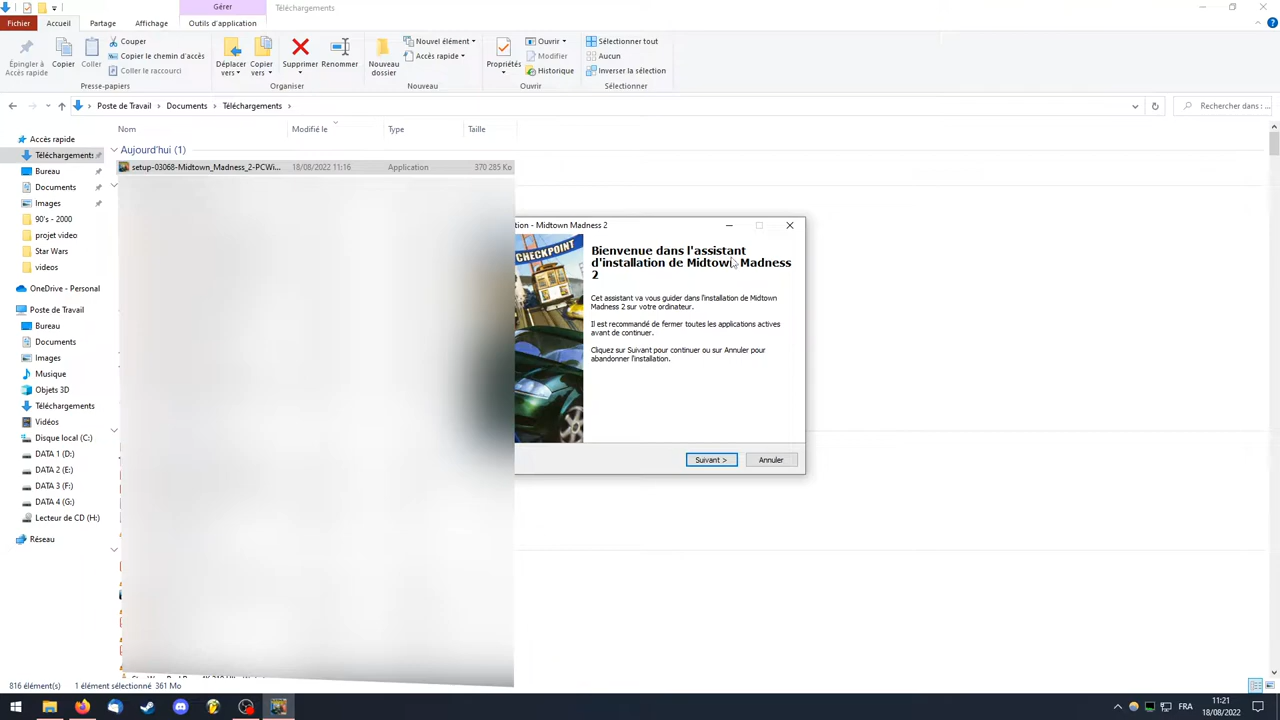 Gérer
Téléchargements
Fichier
Accueil
Partage
Affichage
Outils d'application
Épingler à
Accès rapide
Copier
Coller
Couper
Copier le chemin d'accès
Coller le raccourci
Presse-papiers
Déplacer
vers
Copier
vers
Supprimer
Renommer
Organiser
Nouveau
dossier
Nouvel élément
Accès rapide
Nouveau
Propriétés
Ouvrir
Modifier
Historique
Ouvrir
Sélectionner tout
Aucun
Inverser la sélection
Sélectionner
Poste de Travail > Documents > Téléchargements >
Rechercher dans : ...
Nom
Modifié le
Type
Taille
Aujourd'hui (1)
setup-03068-Midtown_Madness_2-PCWi...
18/08/2022 11:16
Application
370 285 Ko
Accès rapide
Téléchargements
Bureau
Documents
Images
90's - 2000
projet video
Star Wars
videos
OneDrive - Personal
Poste de Travail
Bureau
Documents
Images
Musique
Objets 3D
Téléchargements
Vidéos
Disque local (C:)
DATA 1 (D:)
DATA 2 (E:)
DATA 3 (F:)
DATA 4 (G:)
Lecteur de CD (H:)
Réseau
tion - Midtown Madness 2
CHECKPOINT
Bienvenue dans l'assistant
d'installation de Midtown Madness
2
Cet assistant va vous guider dans l'installation de Midtown
Madness 2 sur votre ordinateur.
Il est recommandé de fermer toutes les applications actives
avant de continuer.
Cliquez sur Suivant pour continuer ou sur Annuler pour
abandonner l'installation.
Suivant >
Annuler
816 élément(s)
1 élément sélectionné 361 Mo
FR
11:21
18/08/2022